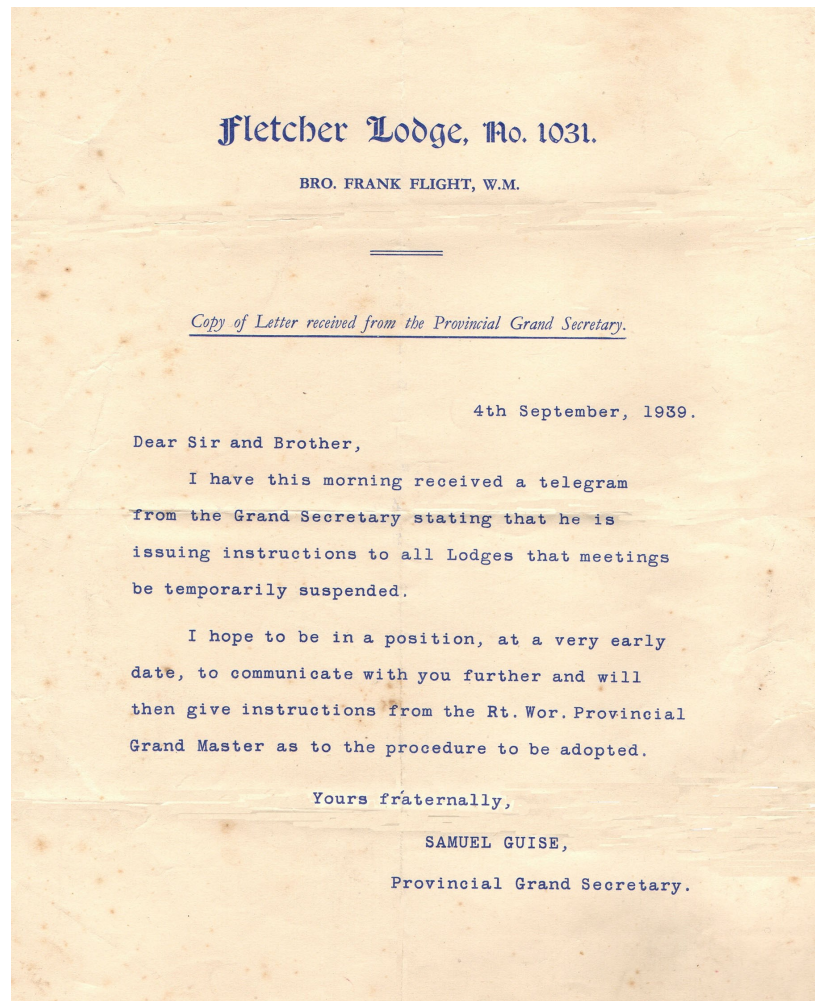 Fletcher Lodge, No. 1031.
BRO. FRANK FLIGHT, W.M.
Copy of Letter received from the Provincial Grand Secretary.
4th September, 1939.
Dear Sir and Brother,
I have this morning received a telegram
from the Grand Secretary stating that he is
issuing instructions to all Lodges that meetings
be temporarily suspended.
I hope to be in a position, at a very early
date, to communicate with you further and will
then give instructions from the Rt. Wor. Provincial
Grand Master as to the procedure to be adopted.
Yours fraternally,
SAMUEL GUISE,
Provincial Grand Secretary.